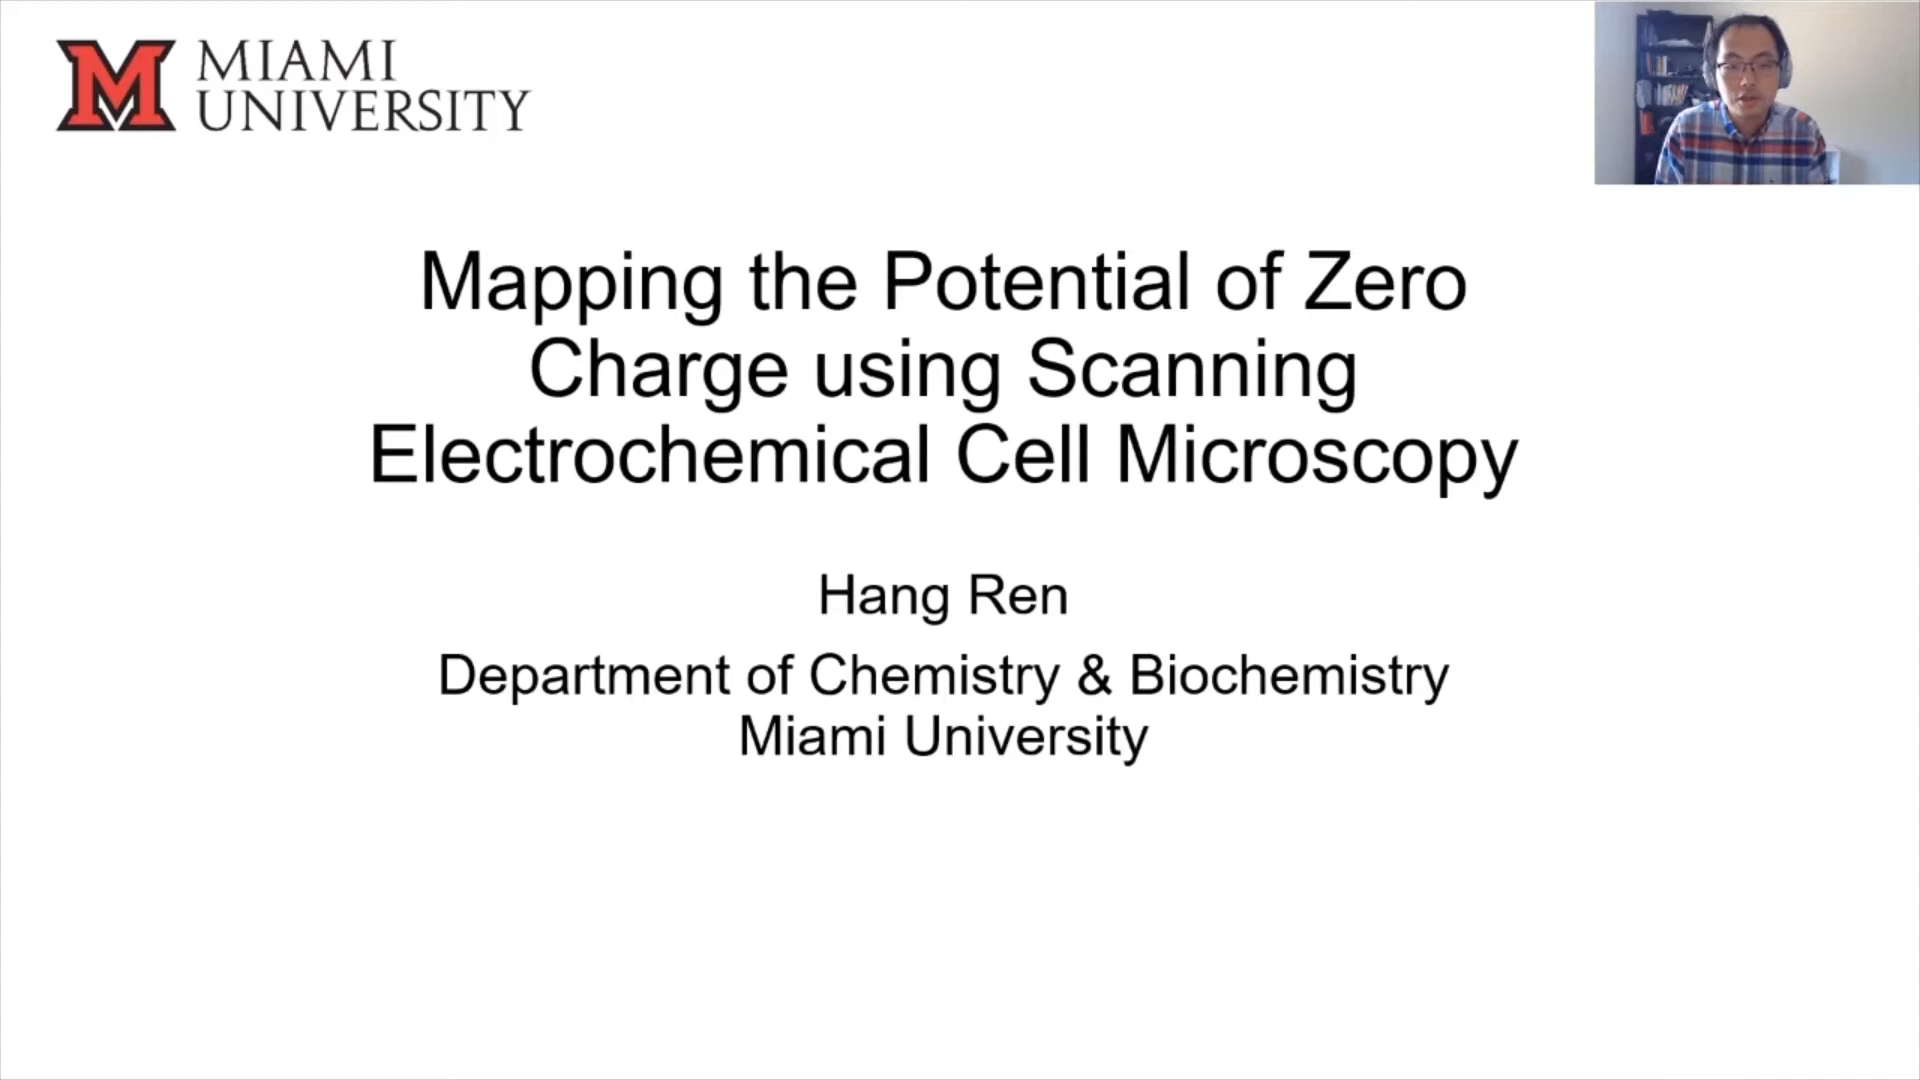 MIAMI
UNIVERSITY
Mapping the Potential of Zero
Charge using Scanning
Electrochemical Cell Microscopy
Hang Ren
Department of Chemistry & Biochemistry
Miami University